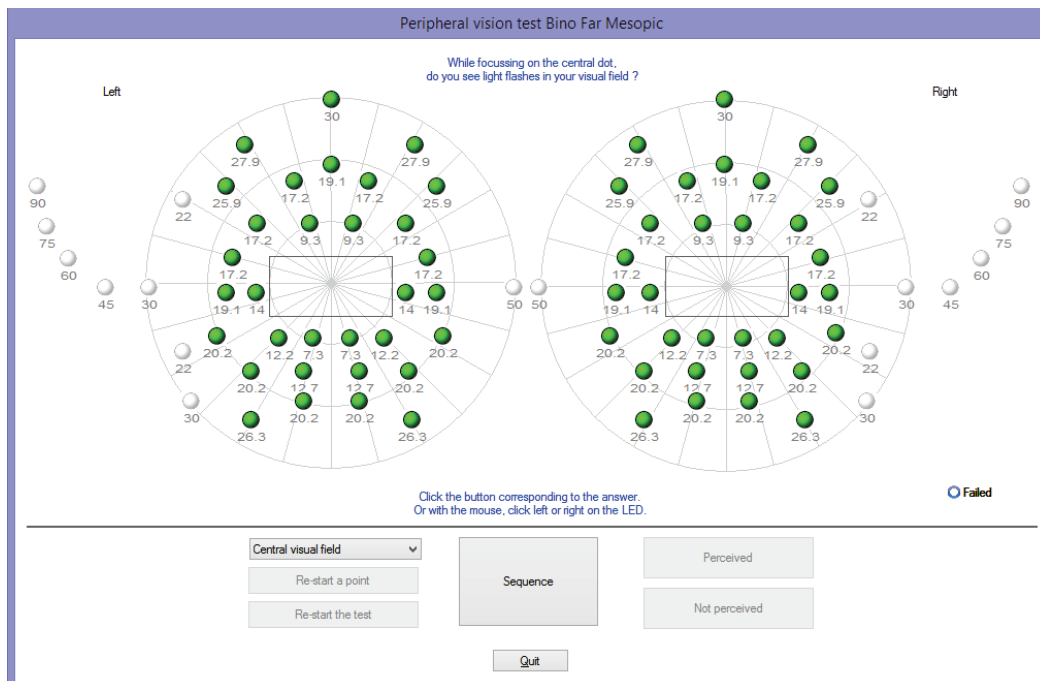 Peripheral vision test Bino Far Mesopic
While focussing on the central dot,
do you see light flashes in your visual field ?
Left
Right
30 30
27.9 27.9 27.9 27.9
19.1 19.1
17.2 17.2 17.2 17.2
25.9 25.9 25.9 25.9
90 90
22 22
75 75
17.2 9.3 9.3 17.2 17.2 9.3 9.3 17.2
60 60
17.2 17.2 17.2 17.2
45 30 19.1 14 14 19.1 50 50 19.1 14 14 19.1 30 45
20.2 12.2 7.3 7.3 12.2 20.2 20.2 12.2 7.3 7.3 12.2 20.2
22 22
20.2 12.7 12.7 20.2 20.2 12.7 12.7 20.2
30 20.2 20.2 20.2 20.2 30
26.3 26.3 26.3 26.3
Failed
Click the button corresponding to the answer.
Or with the mouse, click left or right on the LED.
Central visual field
Re-start a point
Re-start the test
Sequence
Perceived
Not perceived
Quit